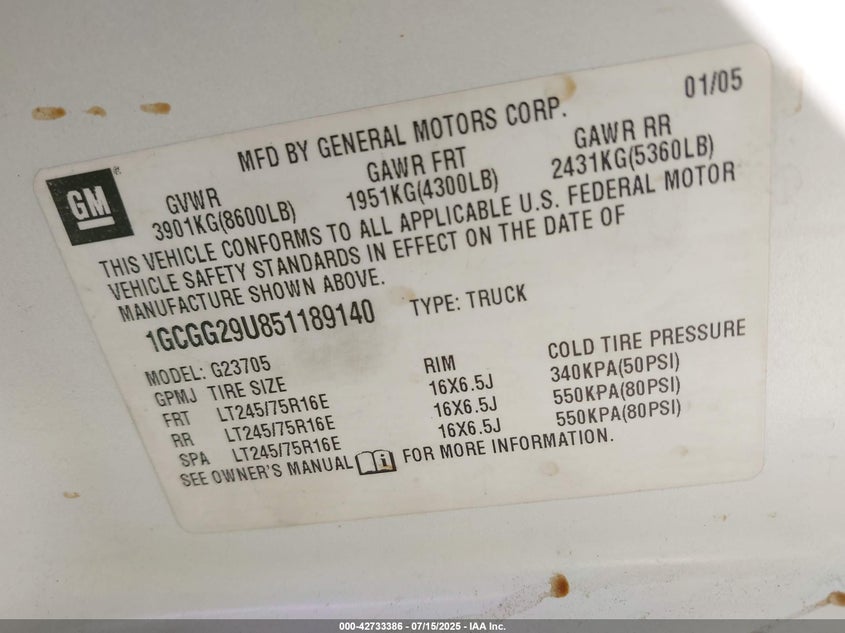 01/05
MFD BY GENERAL MOTORS CORP.
GM
GVWR GAWR FRT GAWR RR
3901KG(8600LB) 1951KG(4300LB) 2431KG(5360LB)
THIS VEHICLE CONFORMS TO ALL APPLICABLE U.S. FEDERAL MOTOR
VEHICLE SAFETY STANDARDS IN EFFECT ON THE DATE OF
MANUFACTURE SHOWN ABOVE.
1GCGG29U851189140 TYPE: TRUCK
MODEL: G23705
GPMJ TIRE SIZE RIM COLD TIRE PRESSURE
FRT LT245/75R16E 16X6.5J 340KPA(50PSI)
RR LT245/75R16E 16X6.5J 550KPA(80PSI)
SPA LT245/75R16E 16X6.5J 550KPA(80PSI)
SEE OWNER'S MANUAL FOR MORE INFORMATION.
000-42733386 - 07/15/2025 - IAA Inc.